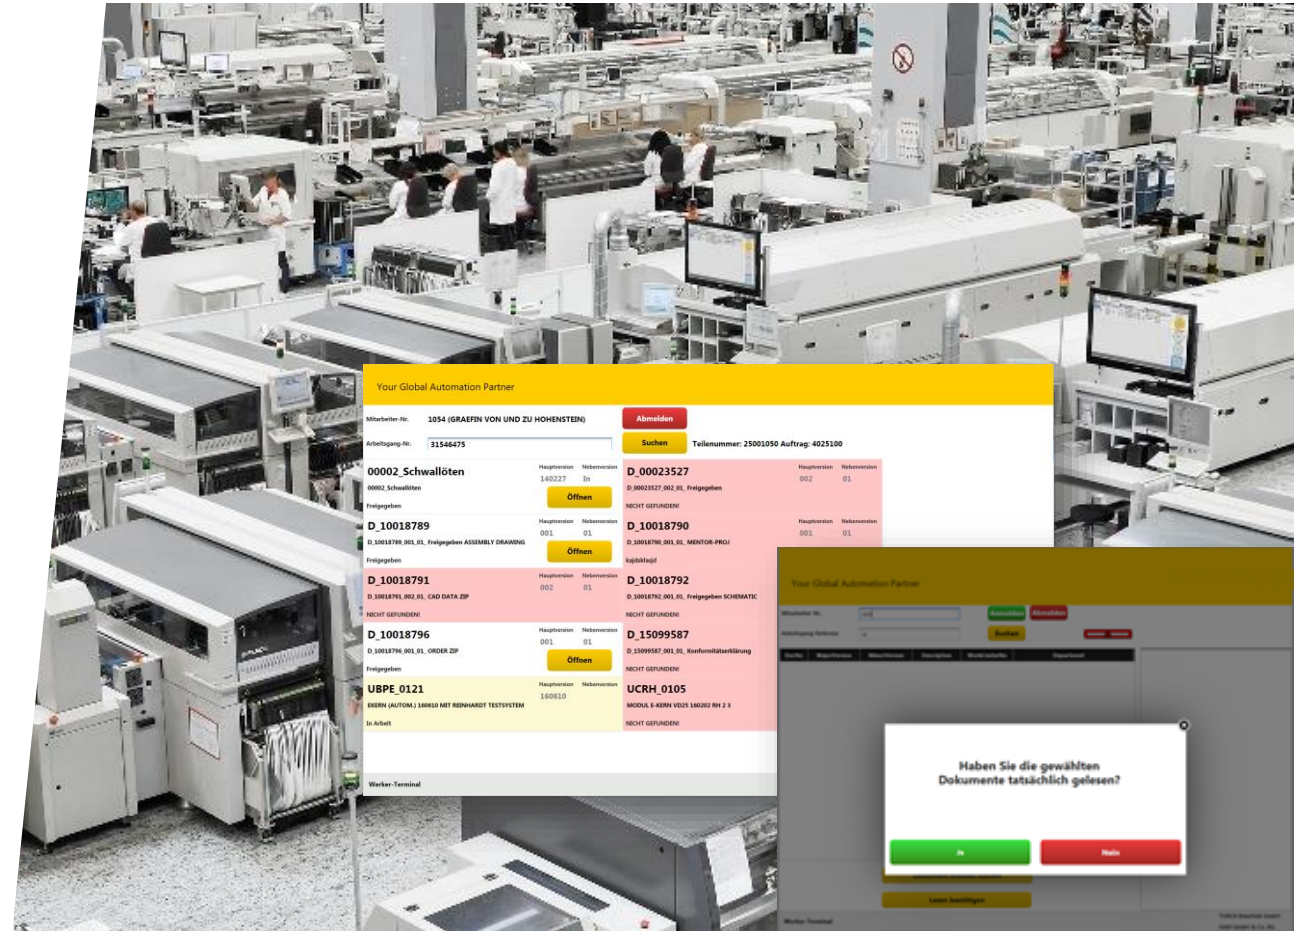 Your Global Automation Partner
Mitarbeiter-Nr. 1054 (GRAEFIN VON UND ZU HOHENSTEIN) Abmelden
Arbeitsgang-Nr. 31546475 Suchen Teilenummer: 25001050 Auftrag: 4025100
00002_Schwallöten Hauptversion Nebenversion
140227 In
00002_Schwallöten
Öffnen
Freigegeben
D_00023527 Hauptversion Nebenversion
002 01
D_00023527_002_01_ Freigegeben
NICHT GEFUNDEN!
D_10018789 Hauptversion Nebenversion
001 01
D_10018789_001_01_ Freigegeben ASSEMBLY DRAWING
Öffnen
Freigegeben
D_10018790 Hauptversion Nebenversion
001 01
D_10018790_001_01_ MENTOR-PROJ
kajdsklasjd
D_10018791 Hauptversion Nebenversion
002 01
D_10018791_002_01_ CAD DATA ZIP
NICHT GEFUNDEN!
D_10018792
D_10018792_001_01_ Freigegeben SCHEMATIC
NICHT GEFUNDEN!
D_10018796 Hauptversion Nebenversion
001 01
D_10018796_001_01_ ORDER ZIP
Öffnen
Freigegeben
D_15099587
D_15099587_001_01_ Konformitätserklärung
NICHT GEFUNDEN!
UBPE_0121 Hauptversion Nebenversion
160610
EKERN (AUTOM.) 160610 MIT REINHARDT TESTSYSTEM
In Arbeit
UCRH_0105
MODUL E-KERN VD25 160202 RH 2 3
NICHT GEFUNDEN!
Werker-Terminal
Your Global Automation Partner
Mitarbeiter Nr. Anmelden Abmelden
Suchen
Haben Sie die gewählten
Dokumente tatsächlich gelesen?
Ja Nein
Lesen bestätigen
Werker-Terminal